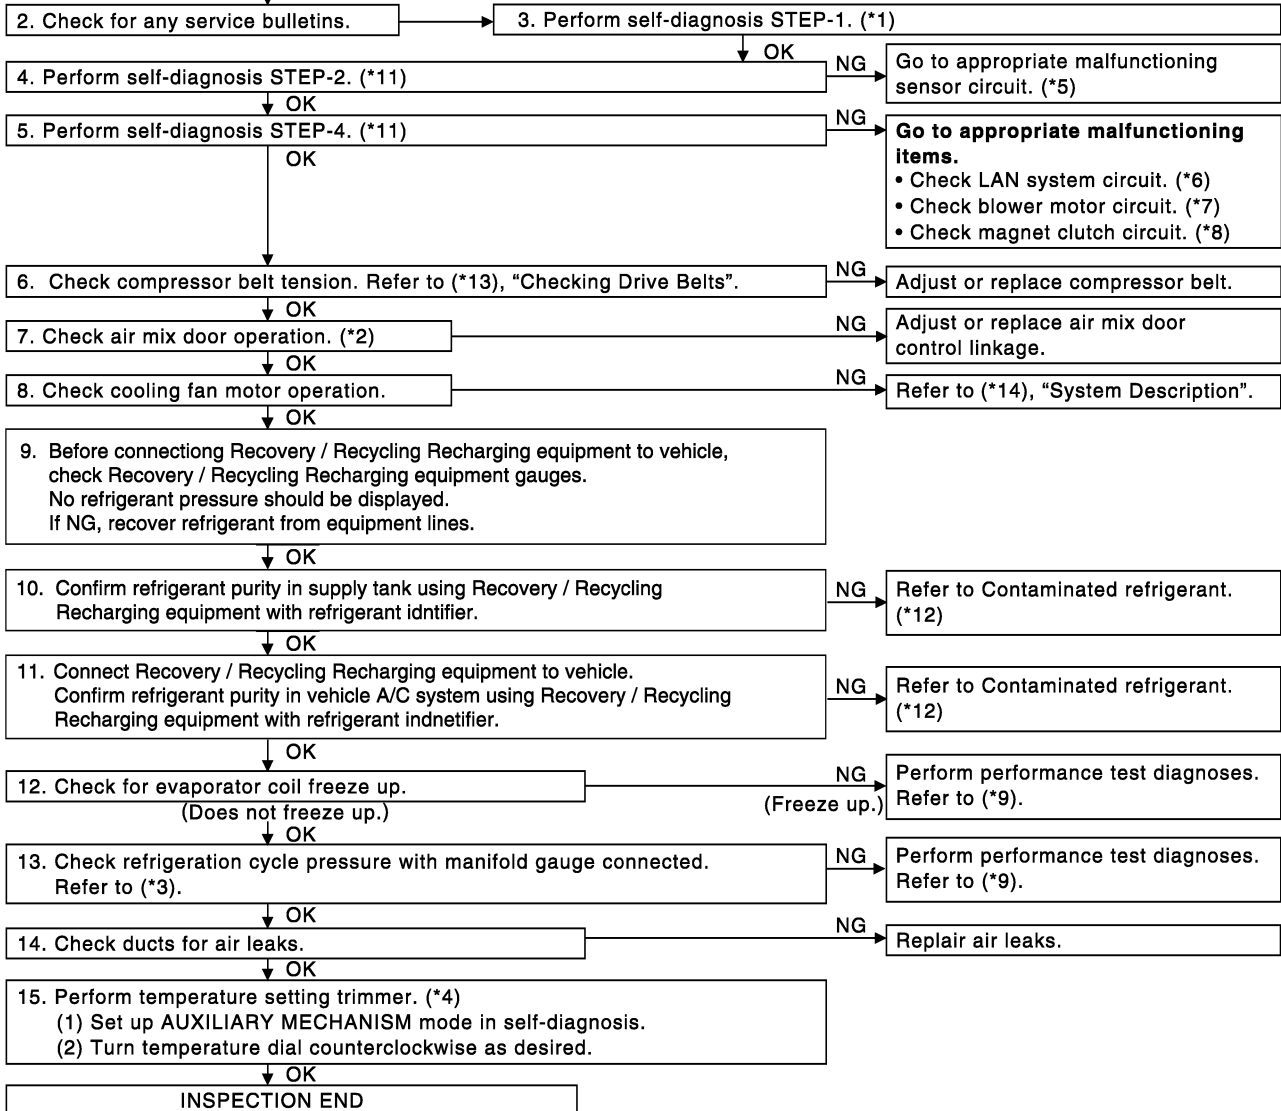 2. Check for any service bulletins.
3. Perform self-diagnosis STEP-1. (*1)
OK
4. Perform self-diagnosis STEP-2. (*11)
NG
Go to appropriate malfunctioning
sensor circuit. (*5)
OK
5. Perform self-diagnosis STEP-4. (*11)
NG
Go to appropriate malfunctioning
items.
• Check LAN system circuit. (*6)
• Check blower motor circuit. (*7)
• Check magnet clutch circuit. (*8)
OK
6. Check compressor belt tension. Refer to (*13), “Checking Drive Belts”.
NG
Adjust or replace compressor belt.
OK
7. Check air mix door operation. (*2)
NG
Adjust or replace air mix door
control linkage.
OK
8. Check cooling fan motor operation.
NG
Refer to (*14), “System Description”.
OK
9. Before connectiong Recovery / Recycling Recharging equipment to vehicle,
check Recovery / Recycling Recharging equipment gauges.
No refrigerant pressure should be displayed.
If NG, recover refrigerant from equipment lines.
OK
10. Confirm refrigerant purity in supply tank using Recovery / Recycling
Recharging equipment with refrigerant idntifier.
NG
Refer to Contaminated refrigerant.
(*12)
OK
11. Connect Recovery / Recycling Recharging equipment to vehicle.
Confirm refrigerant purity in vehicle A/C system using Recovery / Recycling
Recharging equipment with refrigerant indnetifier.
NG
Refer to Contaminated refrigerant.
(*12)
OK
12. Check for evaporator coil freeze up.
NG
(Freeze up.)
Perform performance test diagnoses.
Refer to (*9).
(Does not freeze up.)
OK
13. Check refrigeration cycle pressure with manifold gauge connected.
Refer to (*3).
NG
Perform performance test diagnoses.
Refer to (*9).
OK
14. Check ducts for air leaks.
NG
Replair air leaks.
OK
15. Perform temperature setting trimmer. (*4)
(1) Set up AUXILIARY MECHANISM mode in self-diagnosis.
(2) Turn temperature dial counterclockwise as desired.
OK
INSPECTION END